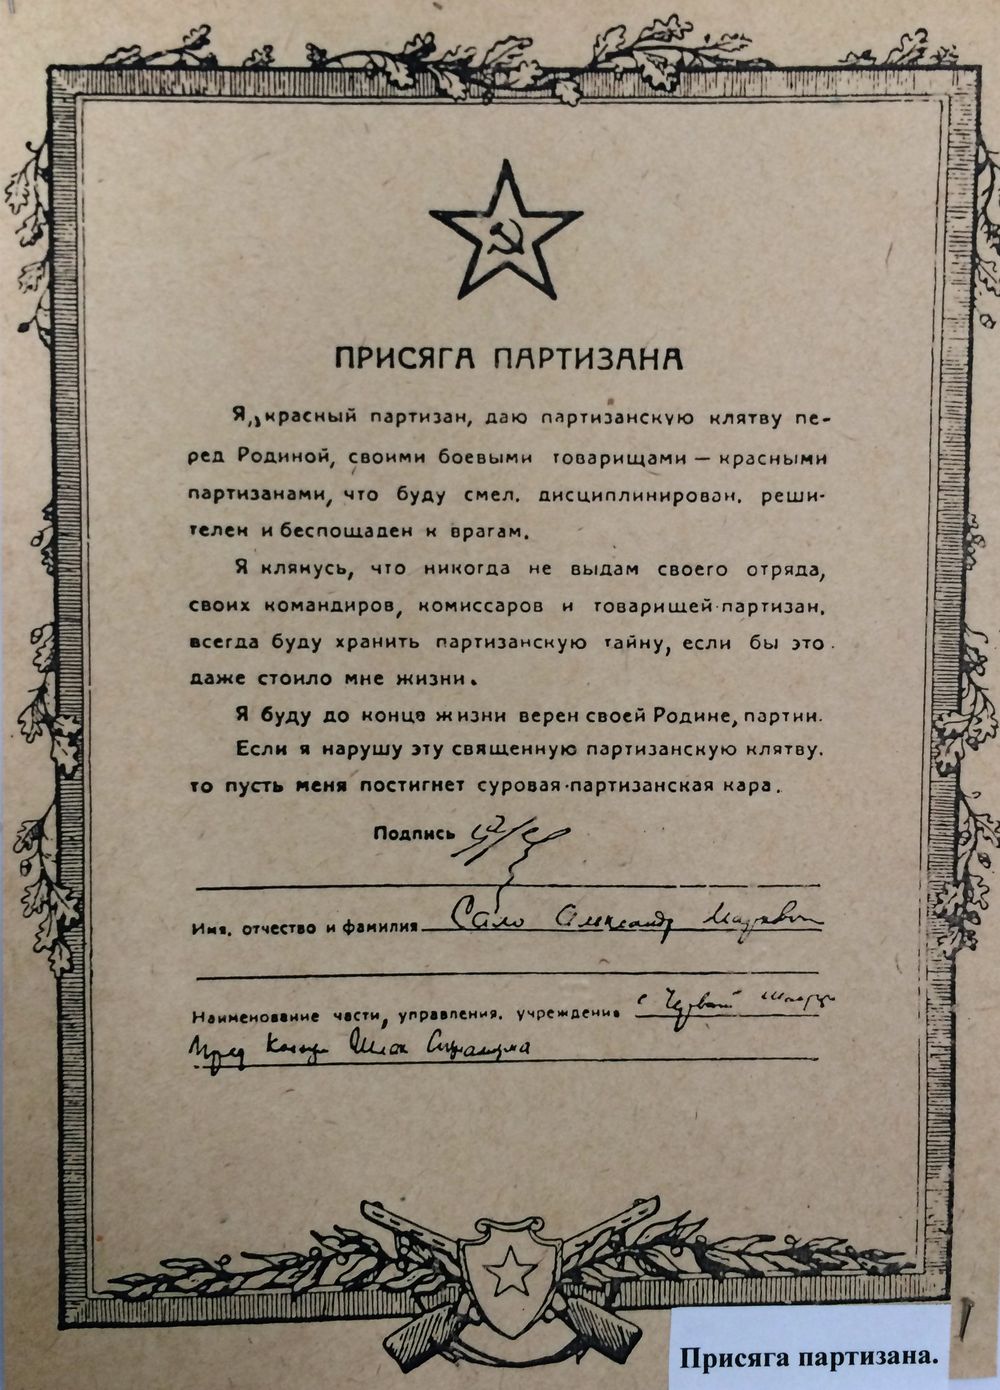 ПРИСЯГА ПАРТИЗАНА
Я, красный партизан, даю партизанскую клятву пе-
ред Родиной, своими боевыми товарищами — красными
партизанами, что буду смел, дисциплинирован, реши-
телен и беспощаден к врагам.
Я клянусь, что никогда не выдам своего отряда,
своих командиров, комиссаров и товарищей-партизан,
всегда буду хранить партизанскую тайну, если бы это
даже стоило мне жизни.
Я буду до конца жизни верен своей Родине, партии.
Если я нарушу эту священную партизанскую клятву,
то пусть меня постигнет суровая партизанская кара.
Подпись
Имя, отчество и фамилия Сало Александр
Наименование части, управления, учреждения с
Пред
Присяга партизана.